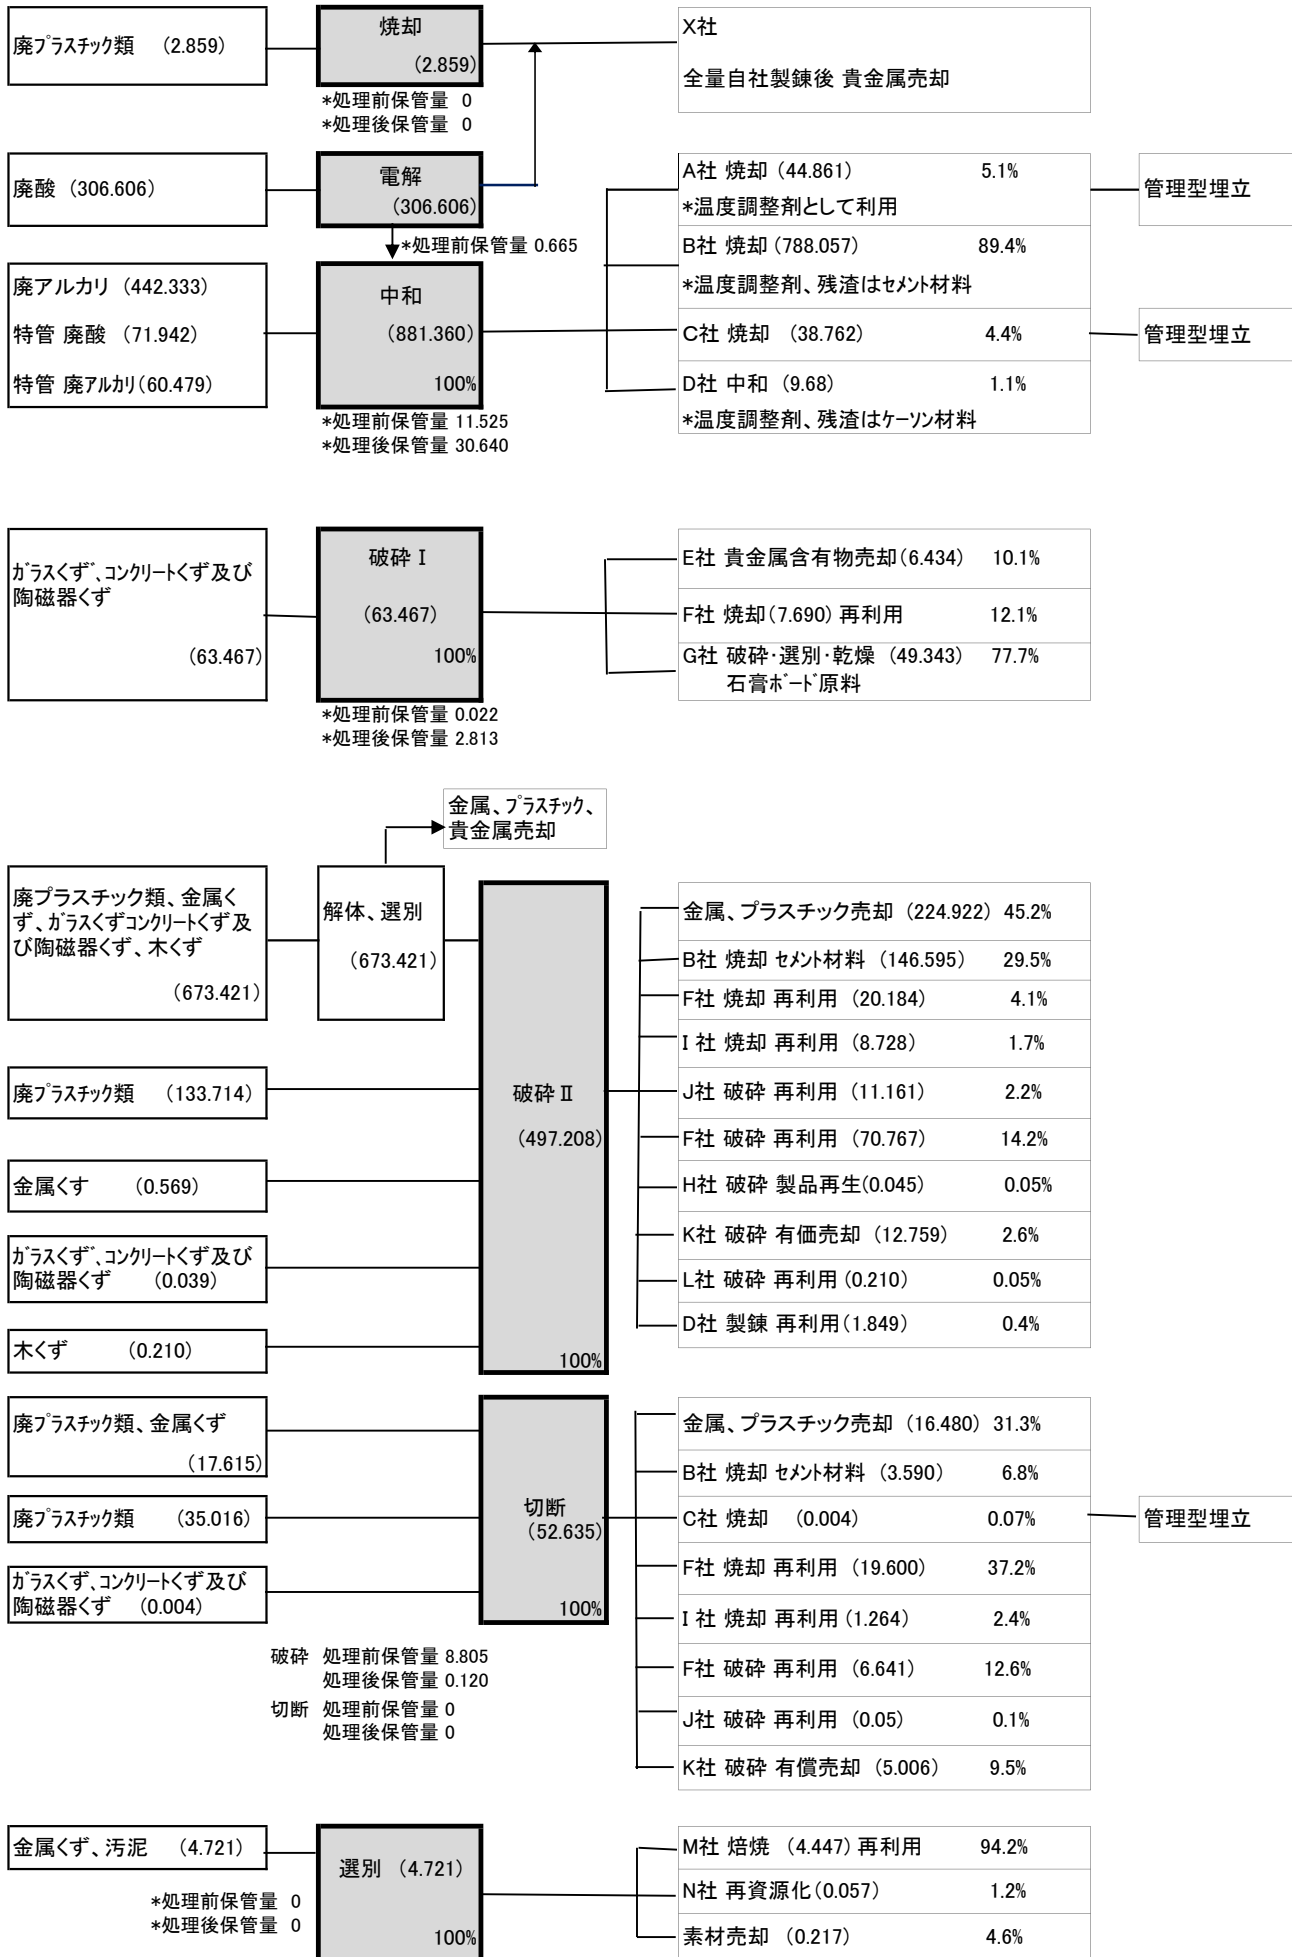 廃プラスチック類 (2.859)
焼却
(2.859)
*処理前保管量 0
*処理後保管量 0
X社
全量自社製錬後 貴金属売却
廃酸 (306.606)
電解
(306.606)
*処理前保管量 0.665
廃アルカリ (442.333)
特管 廃酸 (71.942)
特管 廃アルカリ(60.479)
中和
(881.360)
100%
*処理前保管量 11.525
*処理後保管量 30.640
A社 焼却 (44.861) 5.1%
*温度調整剤として利用
管理型埋立
B社 焼却 (788.057) 89.4%
*温度調整剤、残渣はセメント材料
C社 焼却 (38.762) 4.4%
管理型埋立
D社 中和 (9.68) 1.1%
*温度調整剤、残渣はケーソン材料
ガラスくず、コンクリートくず及び
陶磁器くず
(63.467)
破砕 Ⅰ
(63.467)
100%
*処理前保管量 0.022
*処理後保管量 2.813
E社 貴金属含有物売却(6.434) 10.1%
F社 焼却(7.690) 再利用 12.1%
G社 破砕・選別・乾燥 (49.343) 77.7%
石膏ボード原料
金属、プラスチック、
貴金属売却
廃プラスチック類、金属く
ず、ガラスくずコンクリートくず及
び陶磁器くず、木くず
(673.421)
解体、選別
(673.421)
廃プラスチック類 (133.714)
金属くす (0.569)
ガラスくず、コンクリートくず及び
陶磁器くず (0.039)
木くず (0.210)
破砕 Ⅱ
(497.208)
100%
金属、プラスチック売却 (224.922) 45.2%
B社 焼却 セメント材料 (146.595) 29.5%
F社 焼却 再利用 (20.184) 4.1%
I 社 焼却 再利用 (8.728) 1.7%
J社 破砕 再利用 (11.161) 2.2%
F社 破砕 再利用 (70.767) 14.2%
H社 破砕 製品再生(0.045) 0.05%
K社 破砕 有価売却 (12.759) 2.6%
L社 破砕 再利用 (0.210) 0.05%
D社 製錬 再利用(1.849) 0.4%
廃プラスチック類、金属くず
(17.615)
廃プラスチック類 (35.016)
ガラスくず、コンクリートくず及び
陶磁器くず (0.004)
切断
(52.635)
100%
破砕 処理前保管量 8.805
処理後保管量 0.120
切断 処理前保管量 0
処理後保管量 0
金属、プラスチック売却 (16.480) 31.3%
B社 焼却 セメント材料 (3.590) 6.8%
C社 焼却 (0.004) 0.07%
管理型埋立
F社 焼却 再利用 (19.600) 37.2%
I 社 焼却 再利用 (1.264) 2.4%
F社 破砕 再利用 (6.641) 12.6%
J社 破砕 再利用 (0.05) 0.1%
K社 破砕 有償売却 (5.006) 9.5%
金属くず、汚泥 (4.721)
*処理前保管量 0
*処理後保管量 0
選別 (4.721)
100%
M社 焙焼 (4.447) 再利用 94.2%
N社 再資源化(0.057) 1.2%
素材売却 (0.217) 4.6%